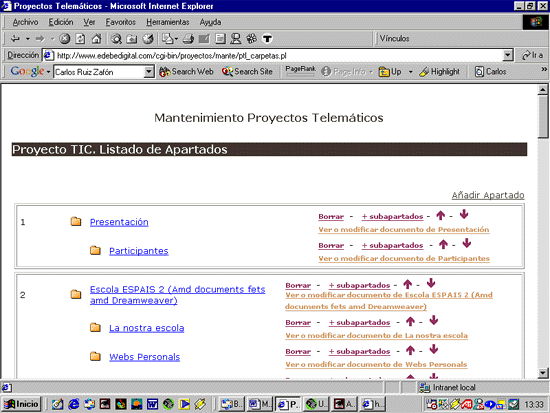 Proyectos Telemáticos - Microsoft Internet Explorer
Archivo Edición Ver Favoritos Herramientas Ayuda
Vínculos
Dirección http://www.edebedigital.com/cgi-bin/proyectos/mante/ptl_carpetas.pl Ir a
Google Carlos Ruiz Zafón Search Web Search Site PageRank Page Info Up Highlight Carlos
Mantenimiento Proyectos Telemáticos
Proyecto TIC. Listado de Apartados
Añadir Apartado
1 Presentación Borrar - + subapartados - -
Ver o modificar documento de Presentación
Participantes Borrar - + subapartados - -
Ver o modificar documento de Participantes
2 Escola ESPAIS 2 (Amd documents fets Borrar - + subapartados - -
amd Dreamweaver) Ver o modificar documento de Escola ESPAIS 2 (Amd
documents fets amd Dreamweaver)
La nostra escola Borrar - + subapartados - -
Ver o modificar documento de La nostra escola
Webs Personals Borrar - + subapartados - -
Ver o modificar documento de Webs Personals
Intranet local
Inicio B... M... P... U... A... h... 13:33